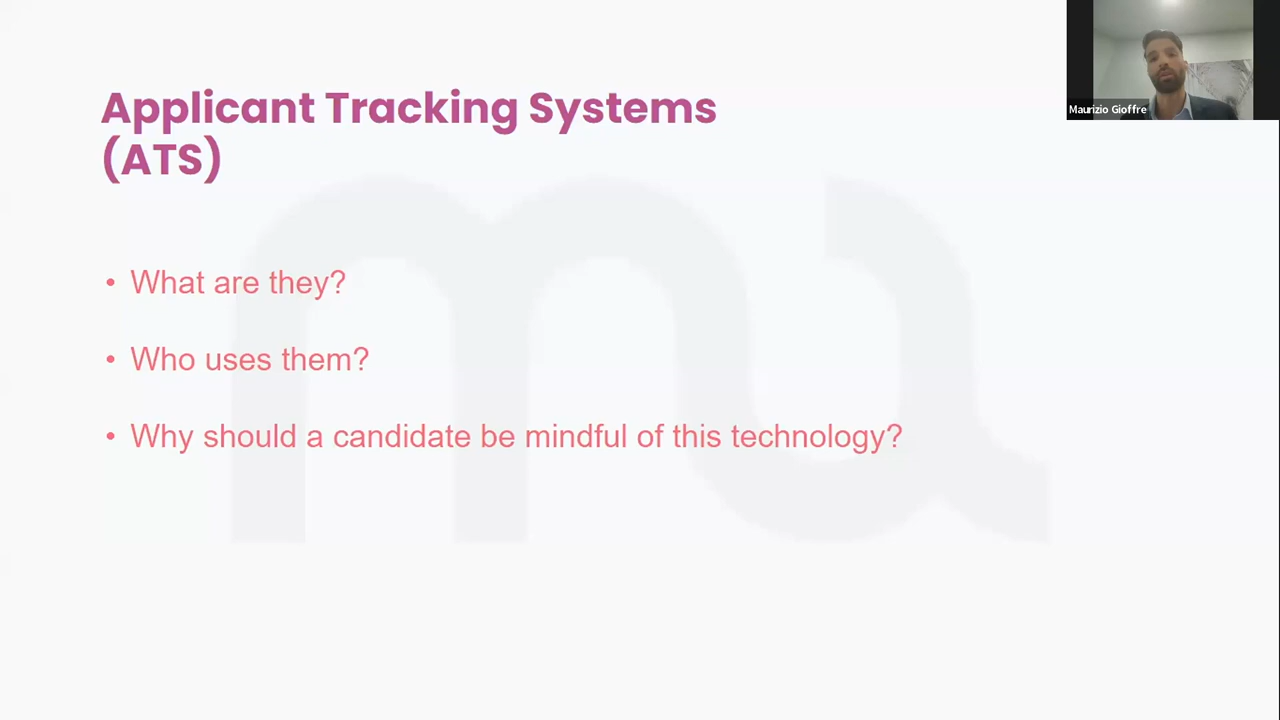 Applicant Tracking Systems
(ATS)
• What are they?
• Who uses them?
• Why should a candidate be mindful of this technology?
Maurizio Gioffre